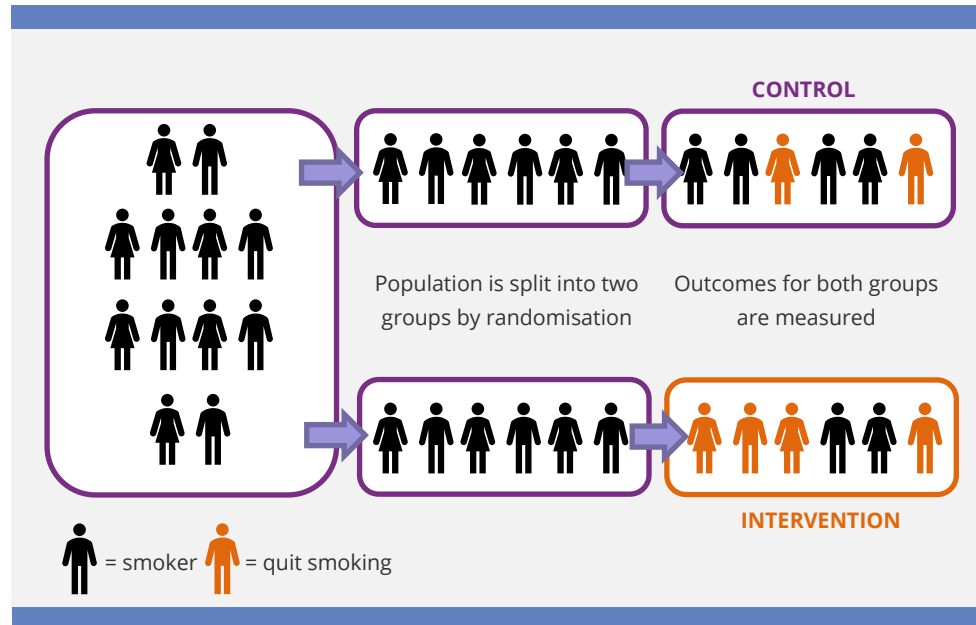 CONTROL
Population is split into two
groups by randomisation
Outcomes for both groups
are measured
INTERVENTION
= smoker
= quit smoking